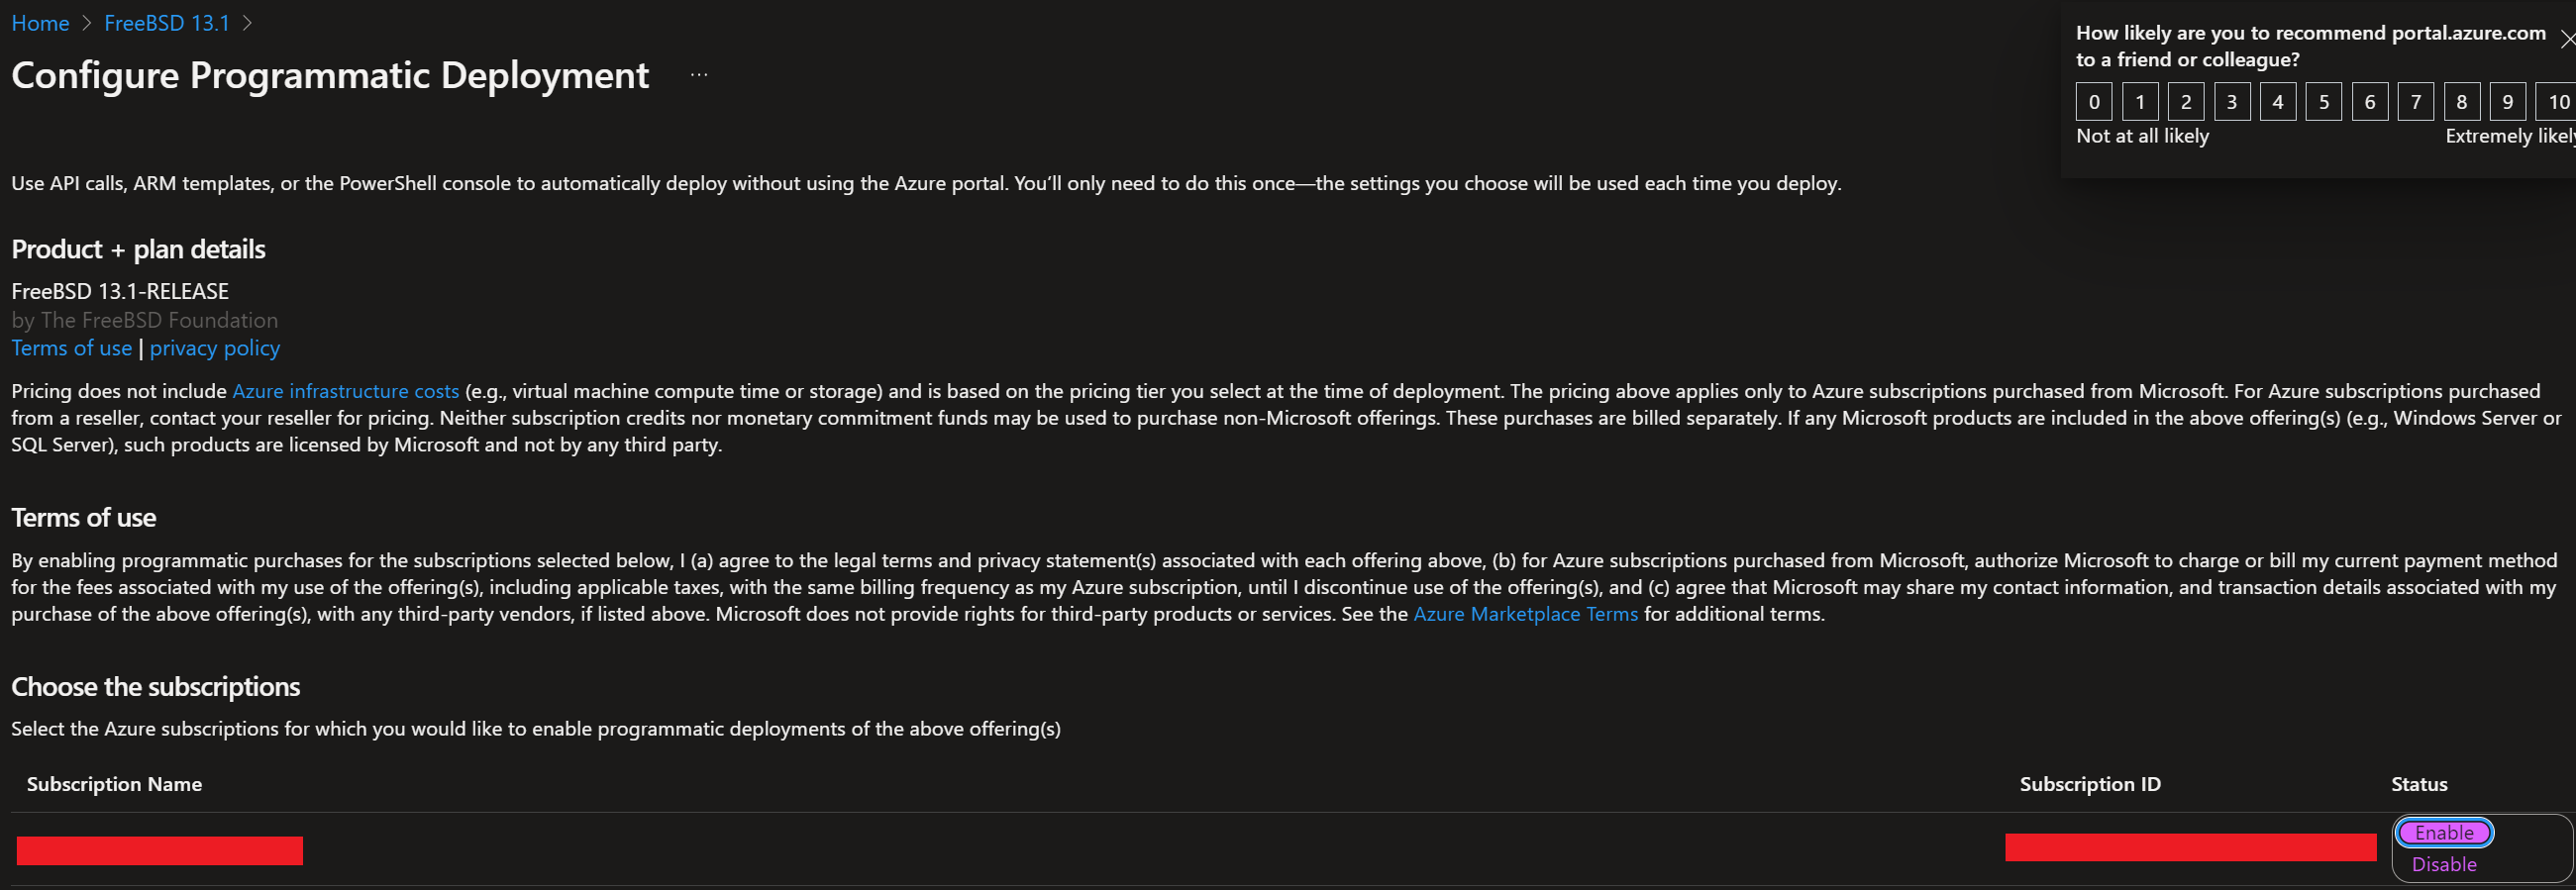 Home > FreeBSD 13.1 >
Configure Programmatic Deployment ...
How likely are you to recommend portal.azure.com
to a friend or colleague?
0 1 2 3 4 5 6 7 8 9 10
Not at all likely Extremely likely
Use API calls, ARM templates, or the PowerShell console to automatically deploy without using the Azure portal. You’ll only need to do this once—the settings you choose will be used each time you deploy.
Product + plan details
FreeBSD 13.1-RELEASE
by The FreeBSD Foundation
Terms of use | privacy policy
Pricing does not include Azure infrastructure costs (e.g., virtual machine compute time or storage) and is based on the pricing tier you select at the time of deployment. The pricing above applies only to Azure subscriptions purchased from Microsoft. For Azure subscriptions purchased
from a reseller, contact your reseller for pricing. Neither subscription credits nor monetary commitment funds may be used to purchase non-Microsoft offerings. These purchases are billed separately. If any Microsoft products are included in the above offering(s) (e.g., Windows Server or
SQL Server), such products are licensed by Microsoft and not by any third party.
Terms of use
By enabling programmatic purchases for the subscriptions selected below, I (a) agree to the legal terms and privacy statement(s) associated with each offering above, (b) for Azure subscriptions purchased from Microsoft, authorize Microsoft to charge or bill my current payment method
for the fees associated with my use of the offering(s), including applicable taxes, with the same billing frequency as my Azure subscription, until I discontinue use of the offering(s), and (c) agree that Microsoft may share my contact information, and transaction details associated with my
purchase of the above offering(s), with any third-party vendors, if listed above. Microsoft does not provide rights for third-party products or services. See the Azure Marketplace Terms for additional terms.
Choose the subscriptions
Select the Azure subscriptions for which you would like to enable programmatic deployments of the above offering(s)
Subscription Name Subscription ID Status
Enable
Disable